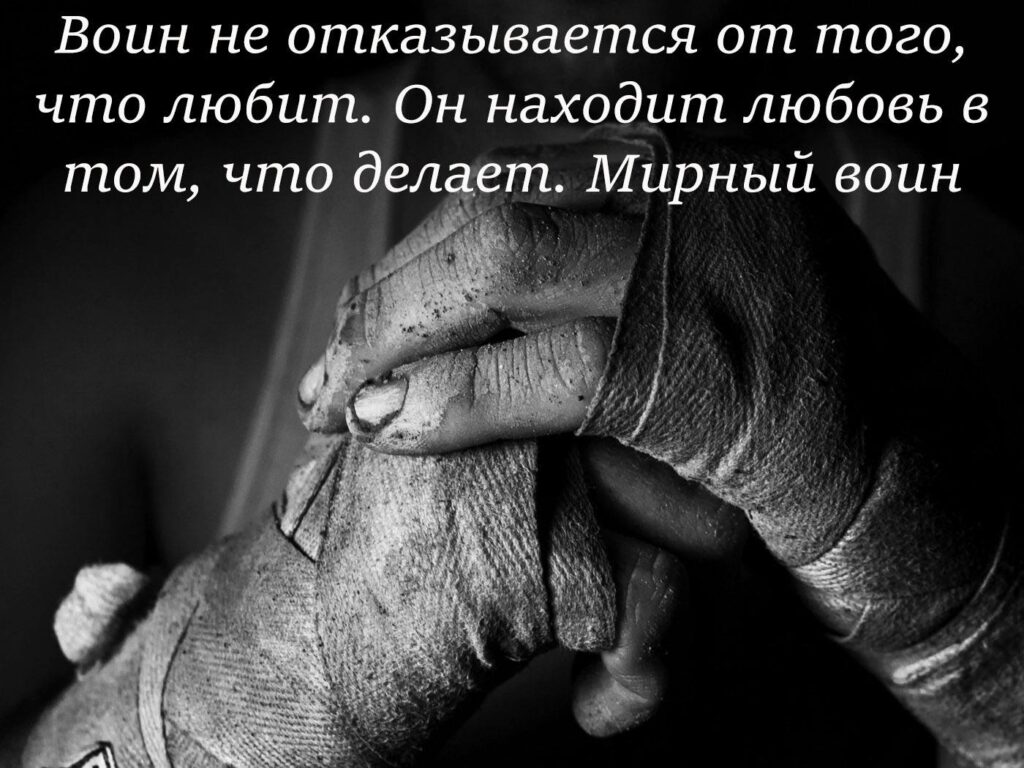 Воин не отказывается от того,
что любит. Он находит любовь в
том, что делает. Мирный воин